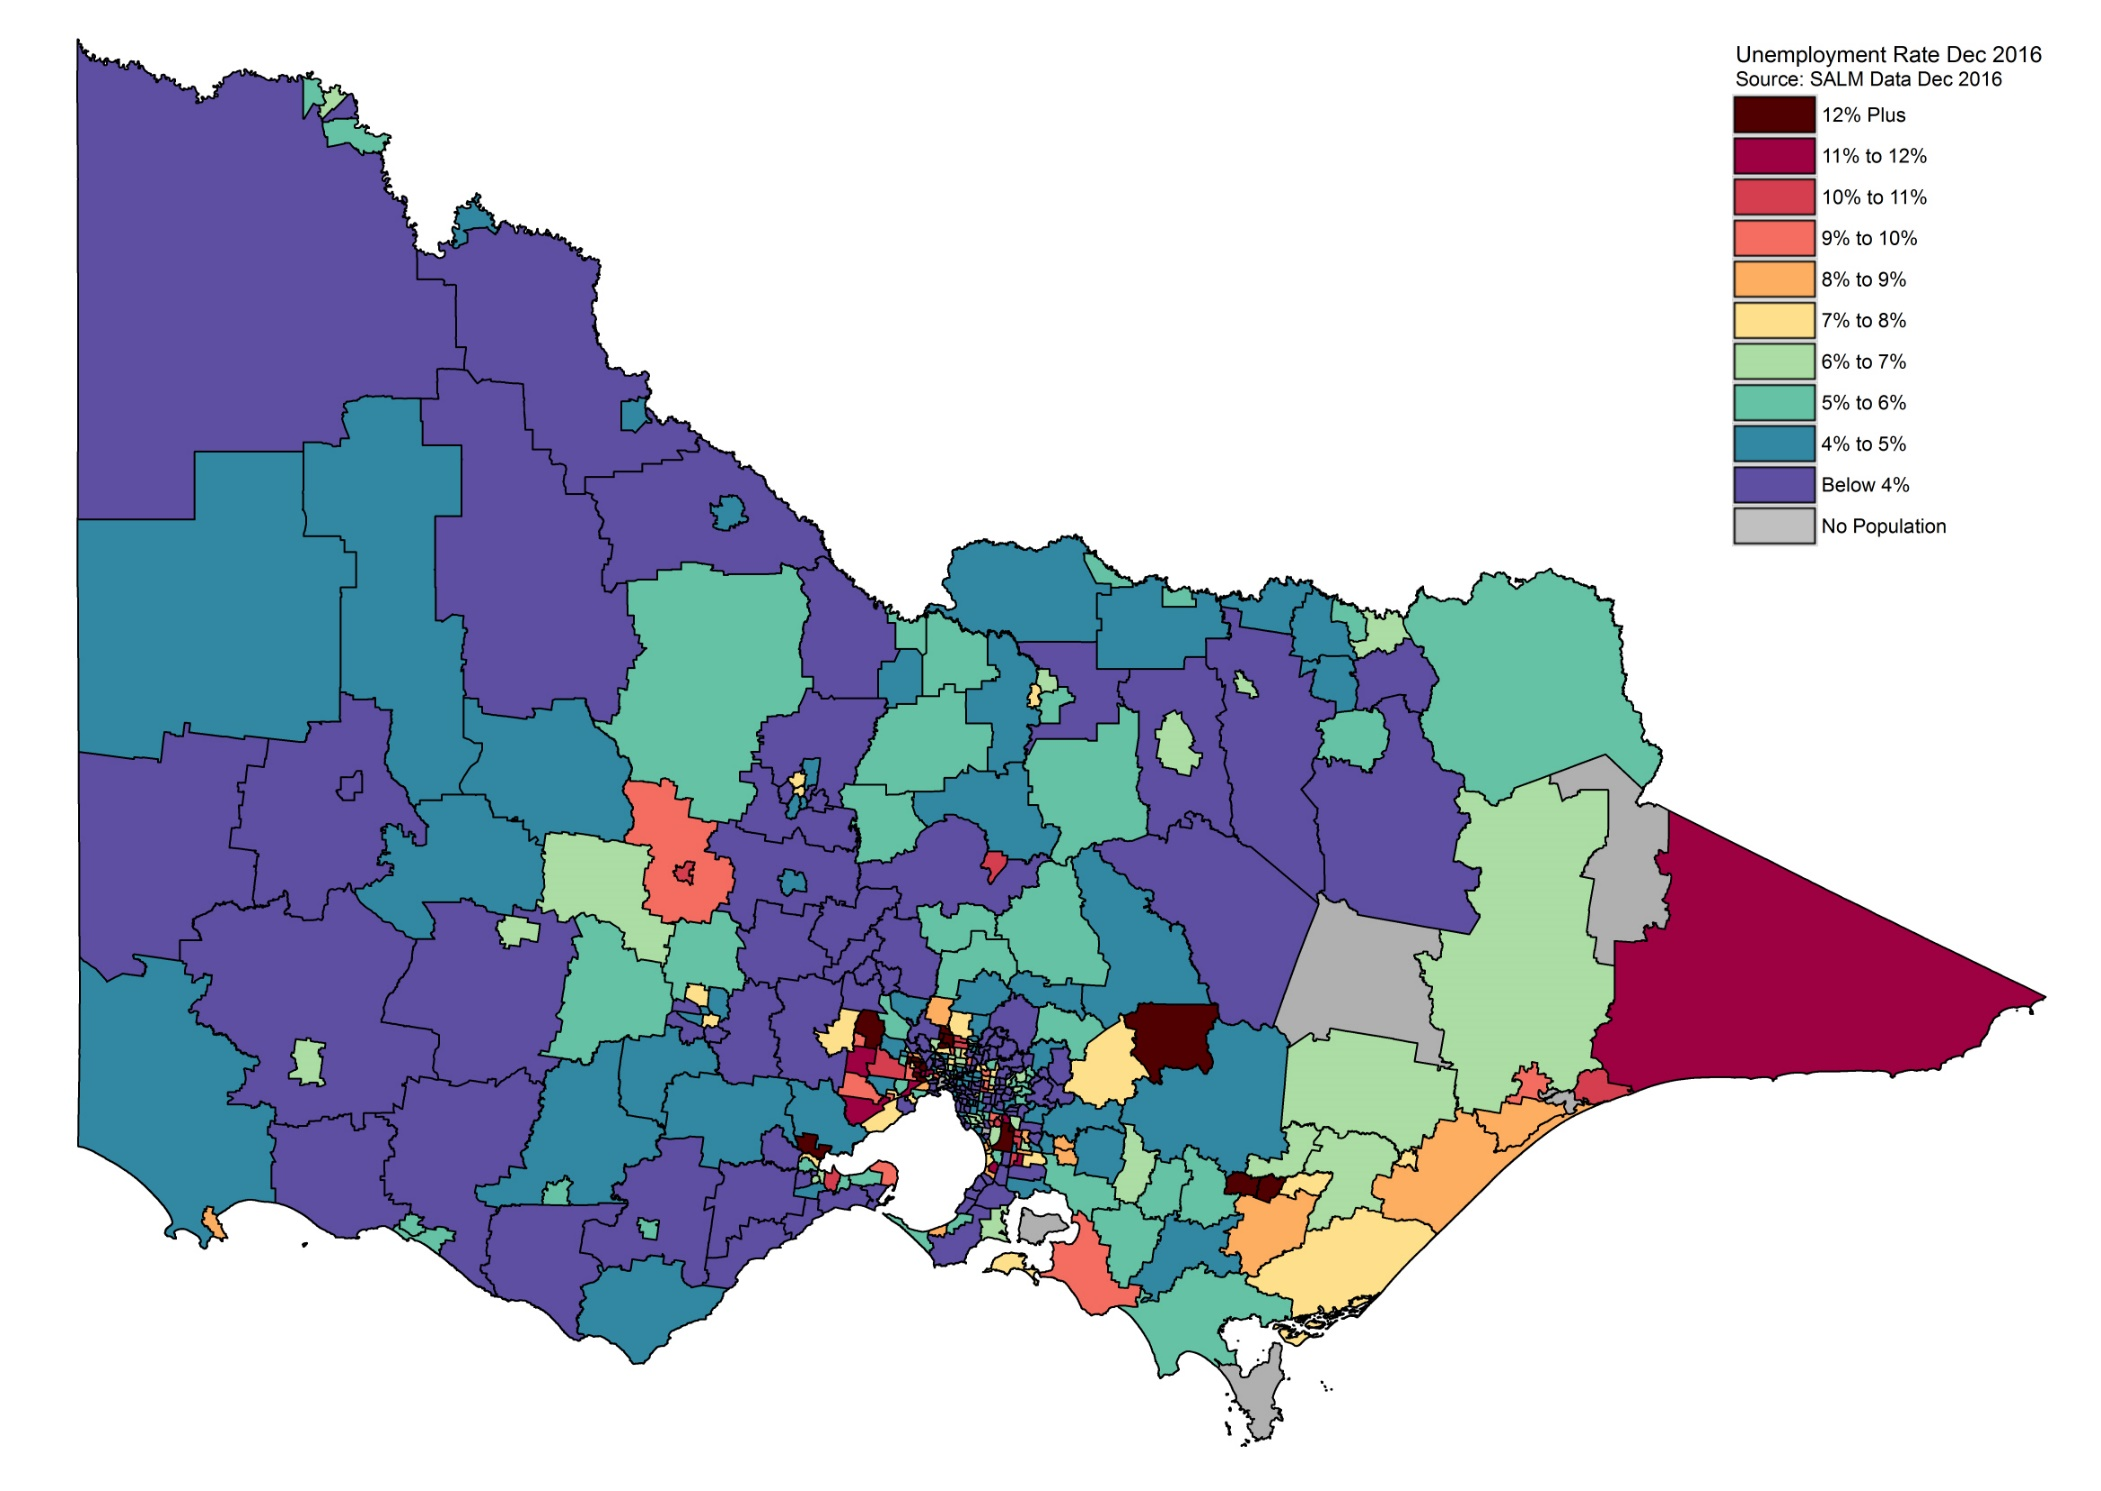 Unemployment Rate Dec 2016
Source: SALM Data Dec 2016
12% Plus
11% to 12%
10% to 11%
9% to 10%
8% to 9%
7% to 8%
6% to 7%
5% to 6%
4% to 5%
Below 4%
No Population